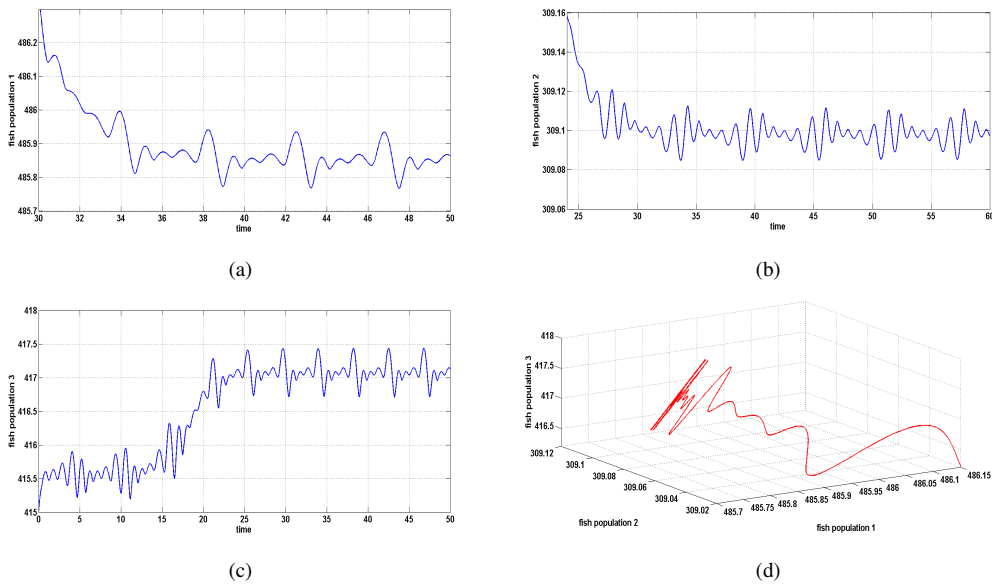 486.2
486.1
486
485.9
485.8
485.7
fish population 1
30 32 34 36 38 40 42 44 46 48 50
time
(a)
309.16
309.14
309.12
309.1
309.08
309.06
fish population 2
25 30 35 40 45 50 55 60
time
(b)
418
417.5
417
416.5
416
415.5
415
fish population 3
0 5 10 15 20 25 30 35 40 45 50
time
(c)
418
417.5
417
416.5
fish population 3
309.12
309.1
309.08
309.06
309.04
309.02
fish population 2
485.7 485.75 485.8 485.85 485.9 485.95 486 486.05 486.1 486.15
fish population 1
(d)